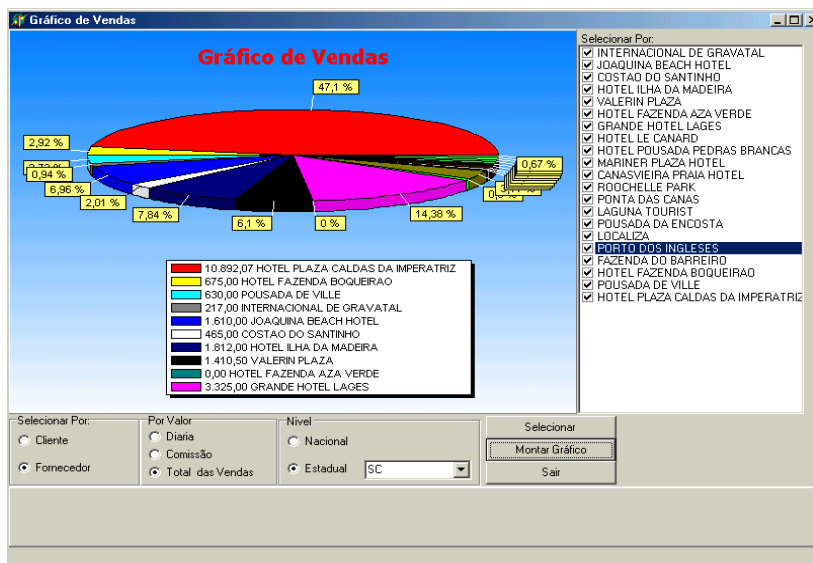 Gráfico de Vendas
Gráfico de Vendas
47,1 %
2,92 %
0,94 %
6,96 %
2,01 %
7,84 %
6,1 %
0 %
14,38 %
0,67 %
10.892,07 HOTEL PLAZA CALDAS DA IMPERATRIZ
675,00 HOTEL FAZENDA BOQUEIRAO
630,00 POUSADA DE VILLE
217,00 INTERNACIONAL DE GRAVATAL
1.610,00 JOAQUINA BEACH HOTEL
465,00 COSTAO DO SANTINHO
1.812,00 HOTEL ILHA DA MADEIRA
1.410,50 VALERIN PLAZA
0,00 HOTEL FAZENDA AZA VERDE
3.325,00 GRANDE HOTEL LAGES
Selecionar Por:
INTERNACIONAL DE GRAVATAL
JOAQUINA BEACH HOTEL
COSTAO DO SANTINHO
HOTEL ILHA DA MADEIRA
VALERIN PLAZA
HOTEL FAZENDA AZA VERDE
GRANDE HOTEL LAGES
HOTEL LE CANARD
HOTEL POUSADA PEDRAS BRANCAS
MARINER PLAZA HOTEL
CANASVIEIRA PRAIA HOTEL
ROOCHELLE PARK
PONTA DAS CANAS
LAGUNA TOURIST
POUSADA DA ENCOSTA
LOCALIZA
PORTO DOS INGLESES
FAZENDA DO BARREIRO
HOTEL FAZENDA BOQUEIRAO
POUSADA DE VILLE
HOTEL PLAZA CALDAS DA IMPERATRIZ
Selecionar Por:
Cliente
Fornecedor
Por Valor
Diaria
Comissão
Total das Vendas
Nivel
Nacional
Estadual
SC
Selecionar
Montar Gráfico
Sair